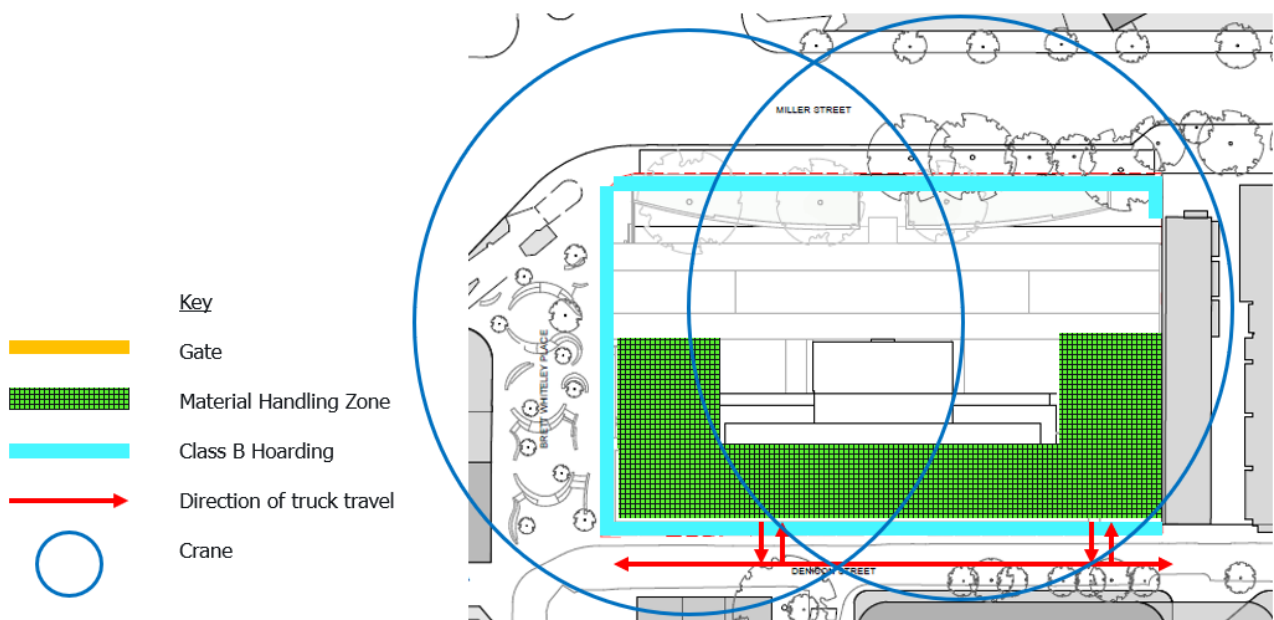 MILLER STREET
Key
Gate
Material Handling Zone
Class B Hoarding
Direction of truck travel
Crane
BRETT WHITELEY PLACE
DENISON STREET